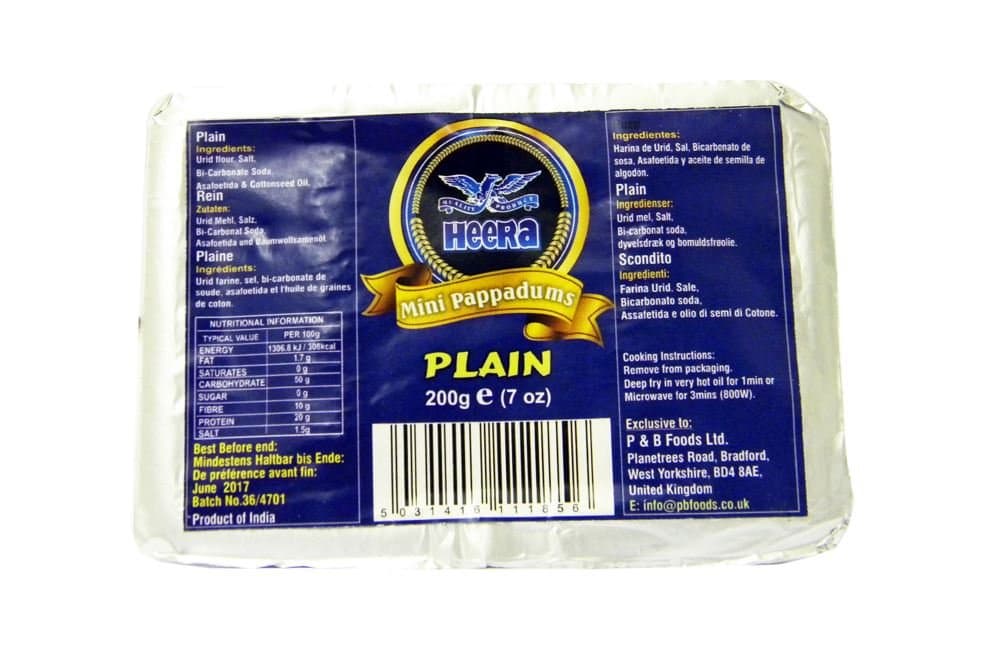 Plain
Ingredients:
Urid flour, Salt,
Bi-Carbonate Soda,
Asafoetida & Cottonseed Oil.
Rein
Zutaten:
Urid Mehl, Salz,
Bi-Carbonat Soda,
Asafoetida und Baumwollsamenöl
Plaine
Ingrédients:
Urid farine, sel, bi-carbonate de
soude, asafoetida et l'huile de graines
de coton.
NUTRITIONAL INFORMATION
TYPICAL VALUE PER 100g
ENERGY 1306.8 kJ / 308kcal
FAT 1.7 g
SATURATES 0 g
CARBOHYDRATE 50 g
SUGAR 0 g
FIBRE 10 g
PROTEIN 20 g
SALT 1.5g
Best Before end:
Mindestens Haltbar bis Ende:
De préférence avant fin:
June 2017
Batch No.36/4701
Product of India
QUALITY PRODUCT
HEERA
Mini Pappadums
PLAIN
200g e (7 oz)
5 031416 111856
Ingredientes:
Harina de Urid, Sal, Bicarbonato de
sosa, Asafoetida y aceite de semilla de
algodón.
Plain
Ingredienser:
Urid mel, Salt,
Bi-carbonat soda,
dyvelsdræk og bomuldsfrøolie.
Scondito
Ingredienti:
Farina Urid. Sale,
Bicarbonato soda,
Assafetida e olio di semi di Cotone.
Cooking Instructions:
Remove from packaging.
Deep fry in very hot oil for 1min or
Microwave for 3mins (800W).
Exclusive to:
P & B Foods Ltd.
Planetrees Road, Bradford,
West Yorkshire, BD4 8AE,
United Kingdom
E: info@pbfoods.co.uk